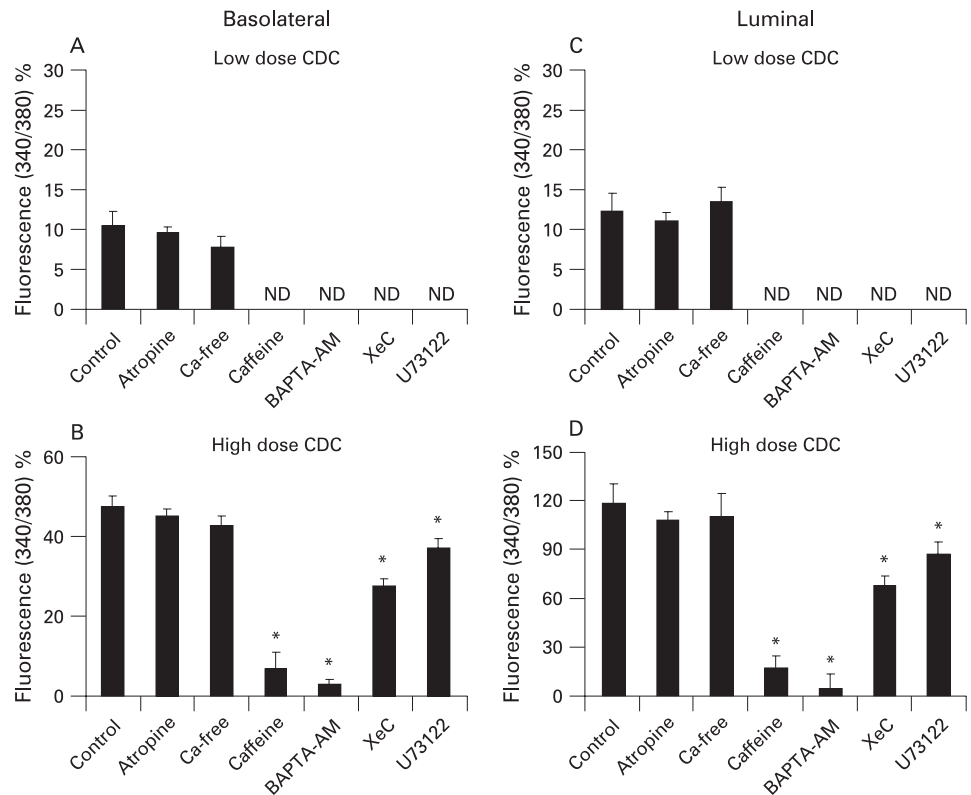 Basolateral
A
Low dose CDC
Fluorescence (340/380) %
30
25
20
15
10
5
0
ND
ND
ND
ND
Control
Atropine
Ca-free
Caffeine
BAPTA-AM
XeC
U73122
Luminal
C
Low dose CDC
Fluorescence (340/380) %
30
25
20
15
10
5
0
ND
ND
ND
ND
Control
Atropine
Ca-free
Caffeine
BAPTA-AM
XeC
U73122
B
High dose CDC
Fluorescence (340/380) %
60
40
20
0
*
*
*
*
Control
Atropine
Ca-free
Caffeine
BAPTA-AM
XeC
U73122
D
High dose CDC
Fluorescence (340/380) %
150
120
90
60
30
0
*
*
*
*
Control
Atropine
Ca-free
Caffeine
BAPTA-AM
XeC
U73122